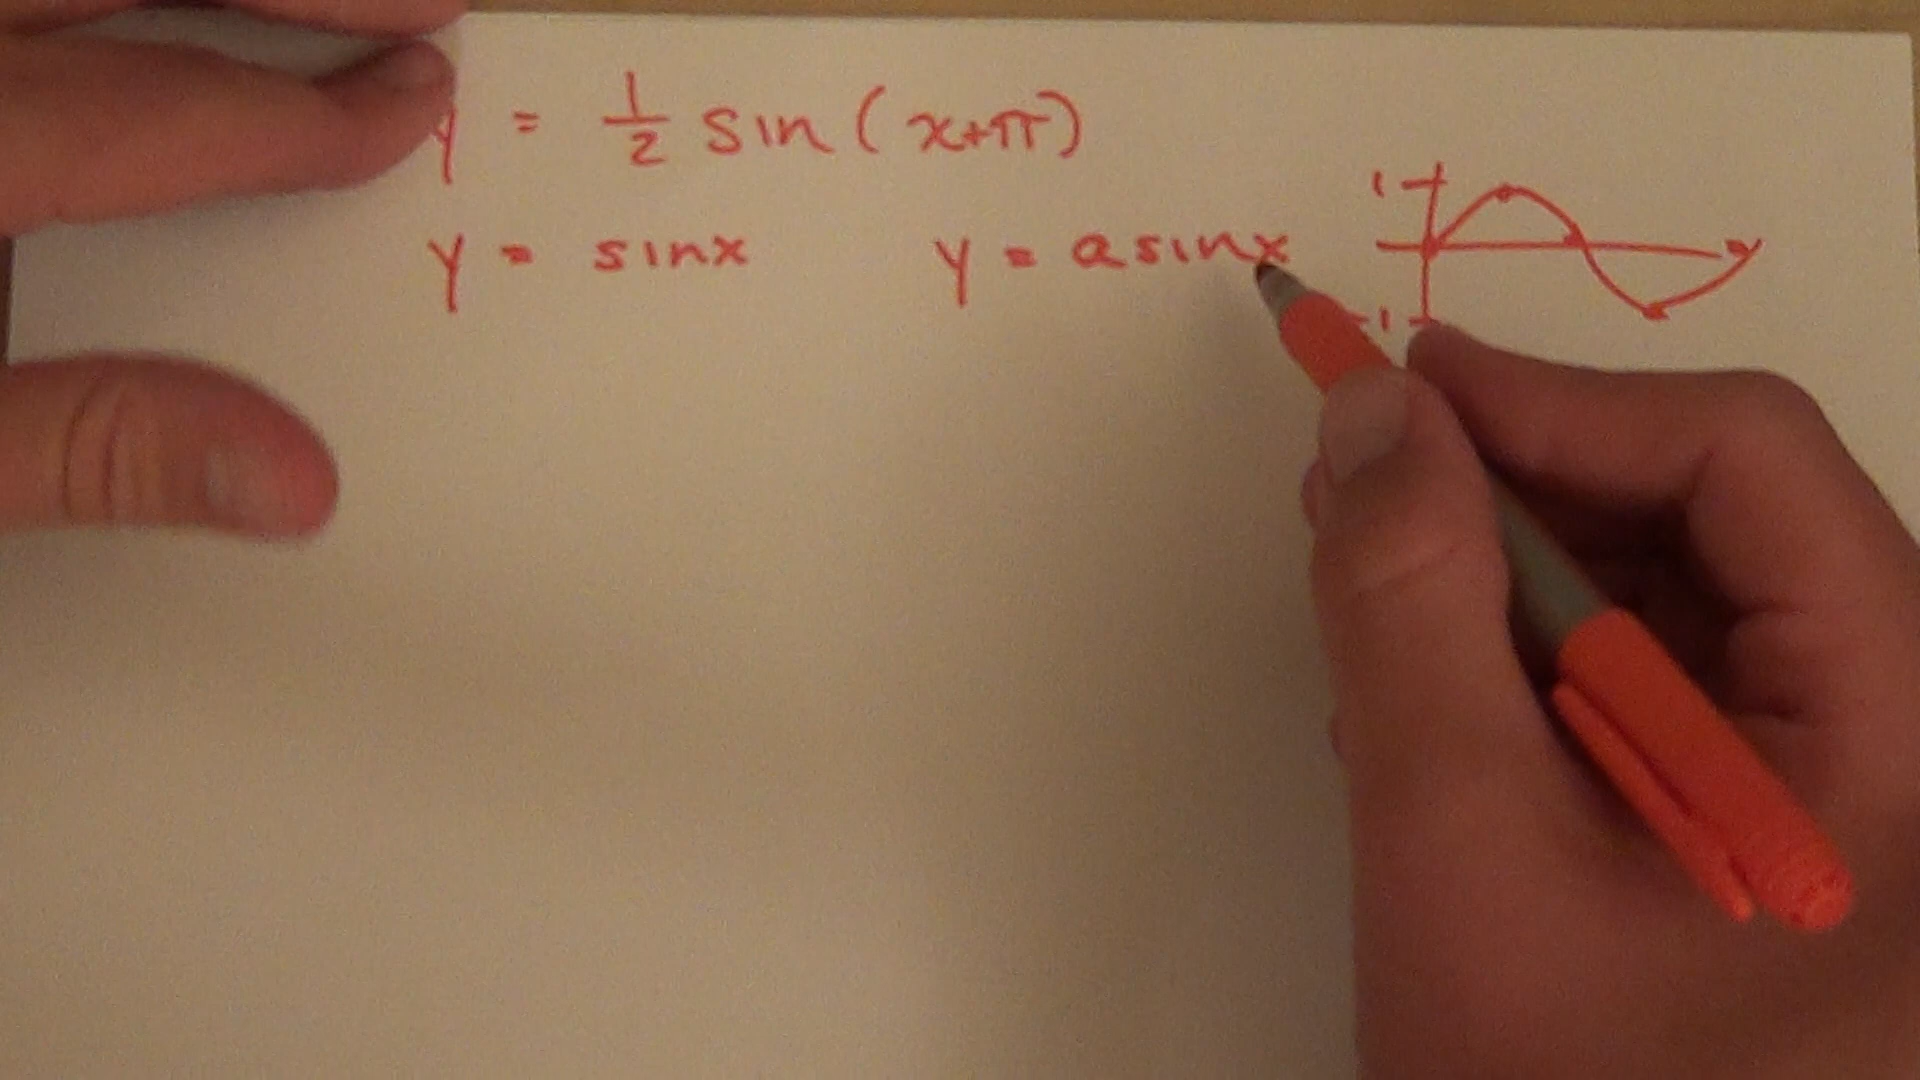 y = 1/2 sin(x+π)
y = sinx y = asinx
1
-1